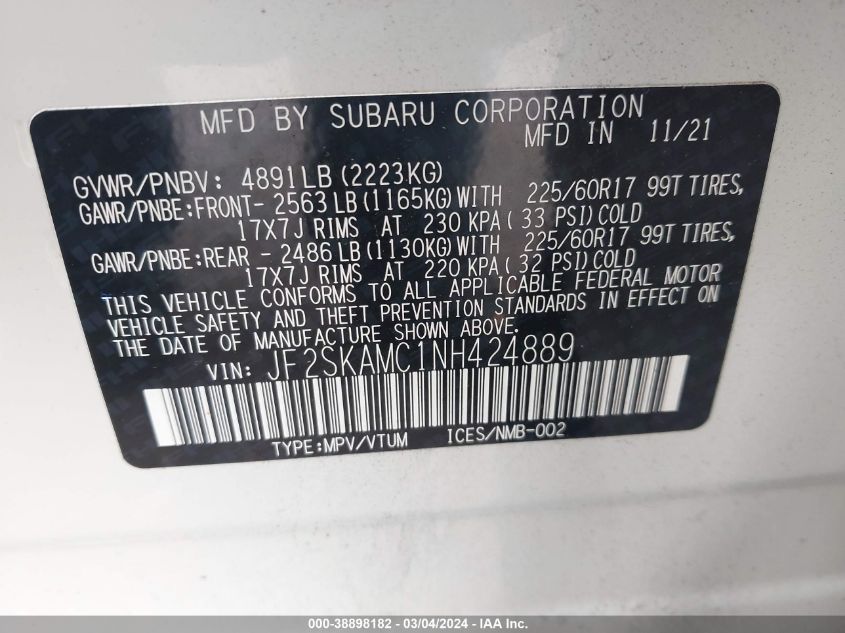 MFD BY SUBARU CORPORATION
MFD IN 11/21
GVWR/PNBV: 4891LB (2223KG)
GAWR/PNBE:FRONT- 2563LB(1165KG)WITH 225/60R17 99T TIRES,
17X7J RIMS AT 230 KPA( 33 PSI)COLD
GAWR/PNBE:REAR - 2486LB(1130KG)WITH 225/60R17 99T TIRES,
17X7J RIMS AT 220 KPA( 32 PSI)COLD
THIS VEHICLE CONFORMS TO ALL APPLICABLE FEDERAL MOTOR
VEHICLE SAFETY AND THEFT PREVENTION STANDARDS IN EFFECT ON
THE DATE OF MANUFACTURE SHOWN ABOVE.
VIN: JF2SKAMC1NH424889
TYPE:MPV/VTUM ICES/NMB-002
000-38898182 - 03/04/2024 - IAA Inc.